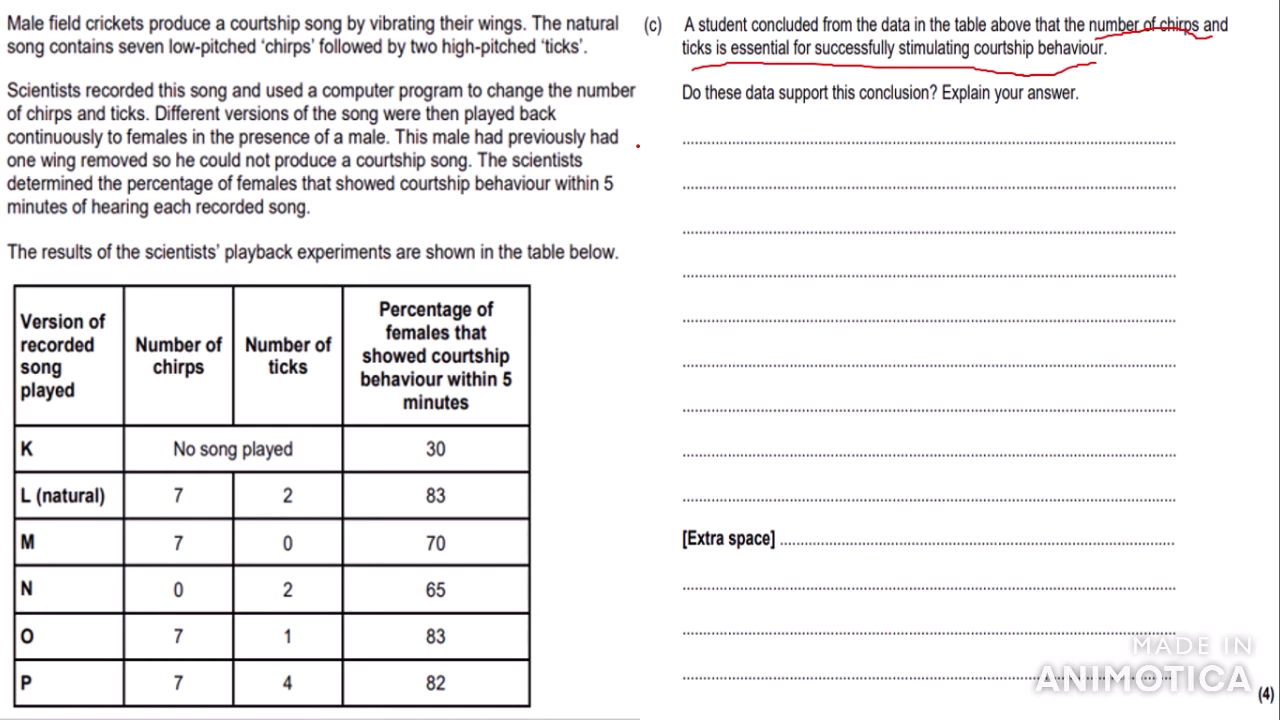 Male field crickets produce a courtship song by vibrating their wings. The natural
song contains seven low-pitched ‘chirps’ followed by two high-pitched ‘ticks’.
Scientists recorded this song and used a computer program to change the number
of chirps and ticks. Different versions of the song were then played back
continuously to females in the presence of a male. This male had previously had
one wing removed so he could not produce a courtship song. The scientists
determined the percentage of females that showed courtship behaviour within 5
minutes of hearing each recorded song.
The results of the scientists’ playback experiments are shown in the table below.
Version of recorded song played | Number of chirps | Number of ticks | Percentage of females that showed courtship behaviour within 5 minutes
K | No song played | 30
L (natural) | 7 | 2 | 83
M | 7 | 0 | 70
N | 0 | 2 | 65
O | 7 | 1 | 83
P | 7 | 4 | 82
(c) A student concluded from the data in the table above that the number of chirps and
ticks is essential for successfully stimulating courtship behaviour.
Do these data support this conclusion? Explain your answer.
[Extra space]
(4)
MADE IN
ANIMOTICA